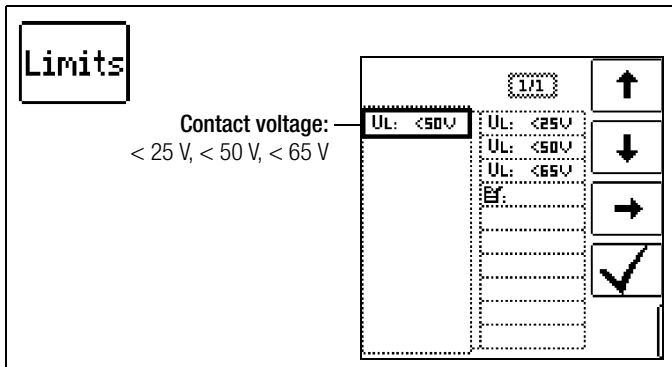 Limits
1/1
Contact voltage:
< 25 V, < 50 V, < 65 V
UL: <50V
UL: <25V
UL: <50V
UL: <65V